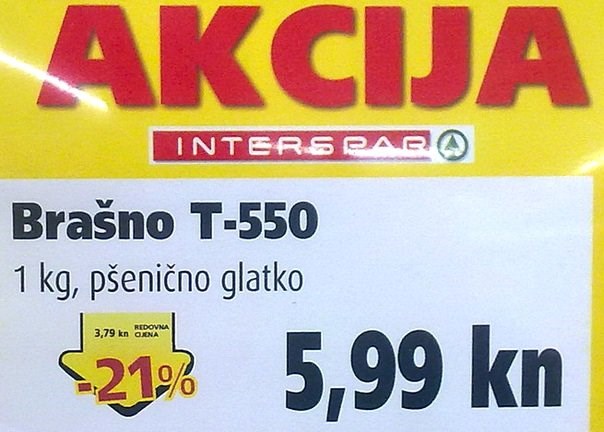 AKCIJA
INTERSPAR
Brašno T-550
1 kg, pšenično glatko
3,79 kn REDOVNA CIJENA
-21%
5,99 kn